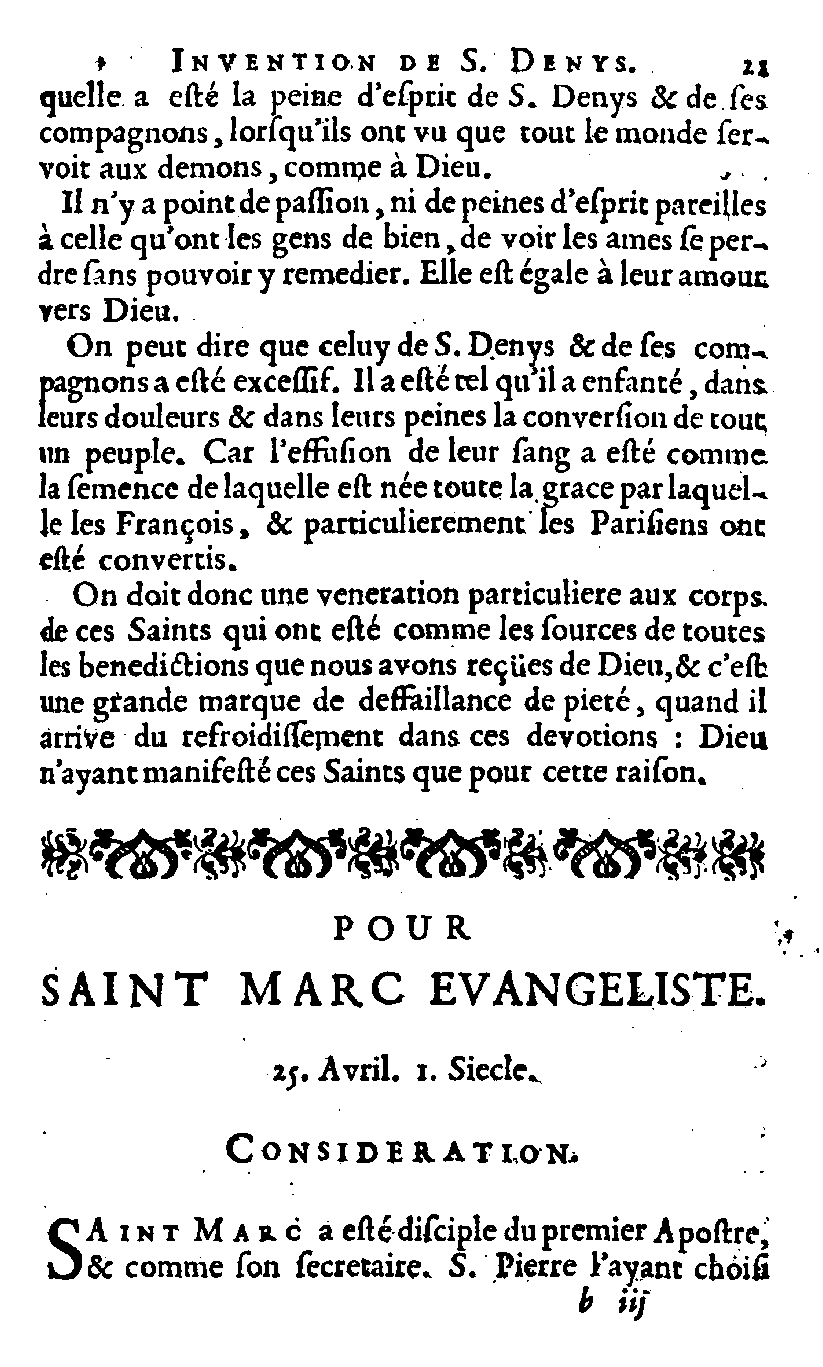 INVENTION DE S. DENYS. 21
quelle a eſté la peine d'eſprit de S. Denys & de ſes
compagnons, lorſqu'ils ont vu que tout le monde ſer-
voit aux demons, comme à Dieu.
Il n'y a point de paſſion, ni de peines d'eſprit pareilles
à celle qu'ont les gens de bien, de voir les ames ſe per-
dre ſans pouvoir y remedier. Elle eſt égale à leur amour
vers Dieu.
On peut dire que celuy de S. Denys & de ſes com-
pagnons a eſté exceſſif. Il a eſté tel qu'il a enfanté, dans
leurs douleurs & dans leurs peines la converſion de tout
un peuple. Car l'effuſion de leur ſang a eſté comme
la ſemence de laquelle eſt née toute la grace par laquel-
le les François, & particulierement les Pariſiens ont
eſté convertis.
On doit donc une veneration particuliere aux corps
de ces Saints qui ont eſté comme les ſources de toutes
les benedictions que nous avons reçües de Dieu, & c'eſt
une grande marque de deffaillance de pieté, quand il
arrive du refroidiſſement dans ces devotions : Dieu
n'ayant manifeſté ces Saints que pour cette raiſon.
POUR
SAINT MARC EVANGELISTE.
25. Avril. 1. Siecle.
CONSIDERATION.
SAINT MARC a eſté diſciple du premier Apoſtre,
& comme ſon ſecretaire. S. Pierre l'ayant choiſi
b iij